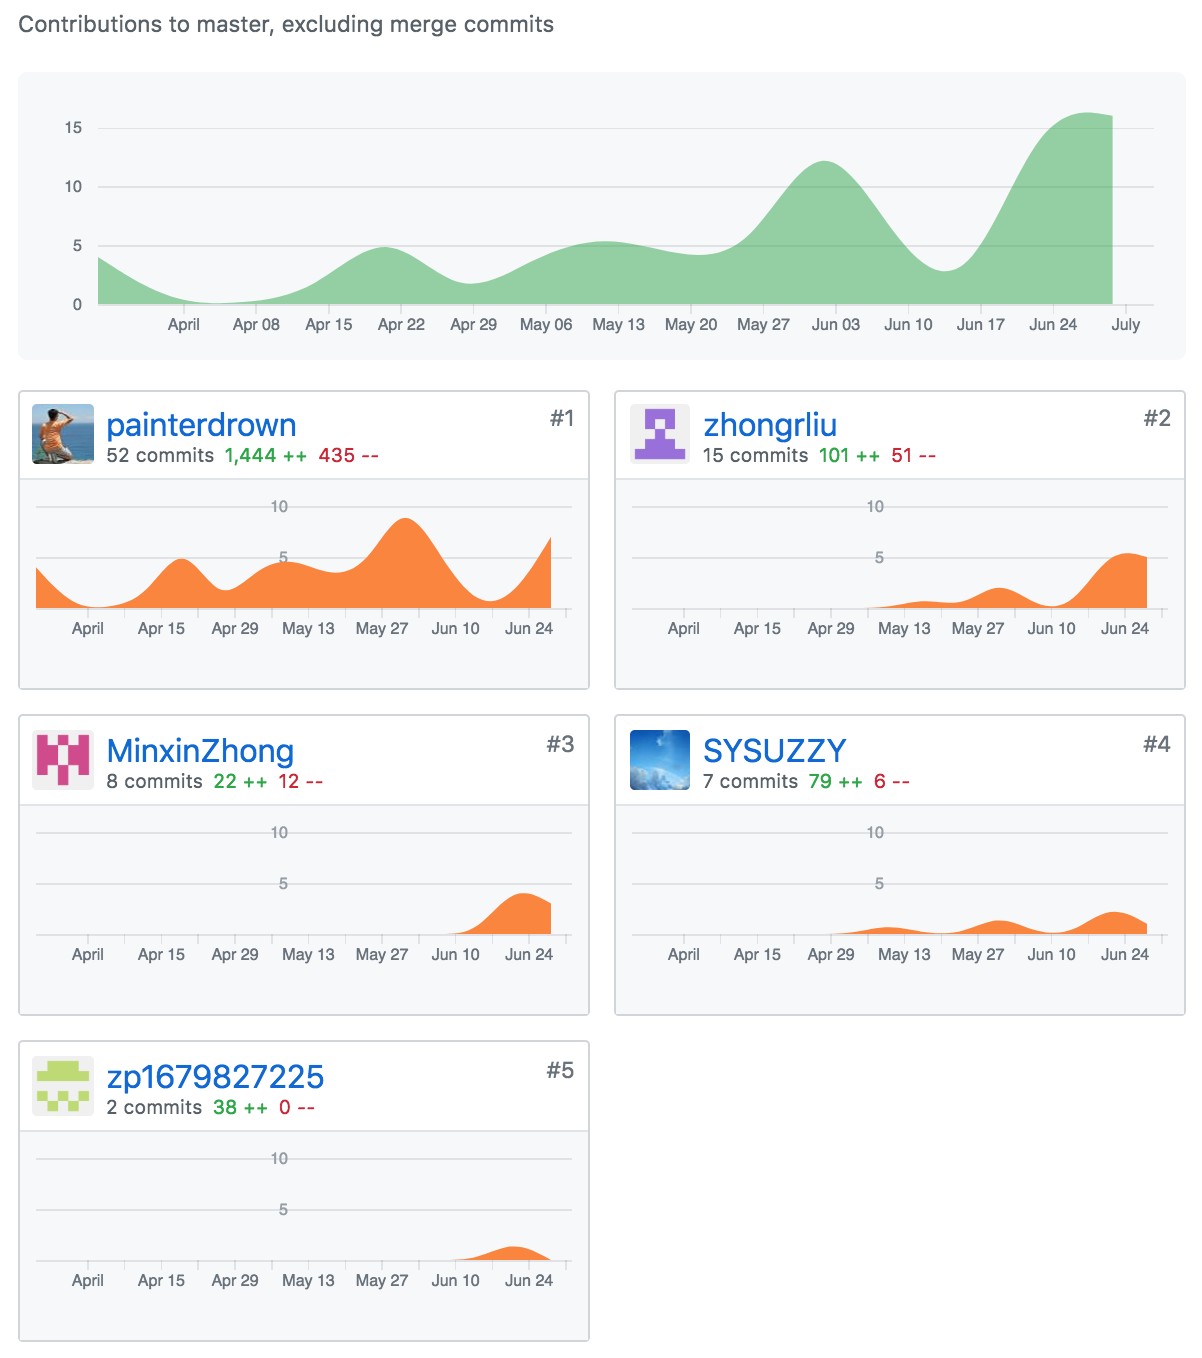 Contributions to master, excluding merge commits
15
10
5
0
April Apr 08 Apr 15 Apr 22 Apr 29 May 06 May 13 May 20 May 27 Jun 03 Jun 10 Jun 17 Jun 24 July
painterdrown #1
52 commits 1,444 ++ 435 --
10
5
April Apr 15 Apr 29 May 13 May 27 Jun 10 Jun 24
zhongrliu #2
15 commits 101 ++ 51 --
10
5
April Apr 15 Apr 29 May 13 May 27 Jun 10 Jun 24
MinxinZhong #3
8 commits 22 ++ 12 --
10
5
April Apr 15 Apr 29 May 13 May 27 Jun 10 Jun 24
SYSUZZY #4
7 commits 79 ++ 6 --
10
5
April Apr 15 Apr 29 May 13 May 27 Jun 10 Jun 24
zp1679827225 #5
2 commits 38 ++ 0 --
10
5
April Apr 15 Apr 29 May 13 May 27 Jun 10 Jun 24